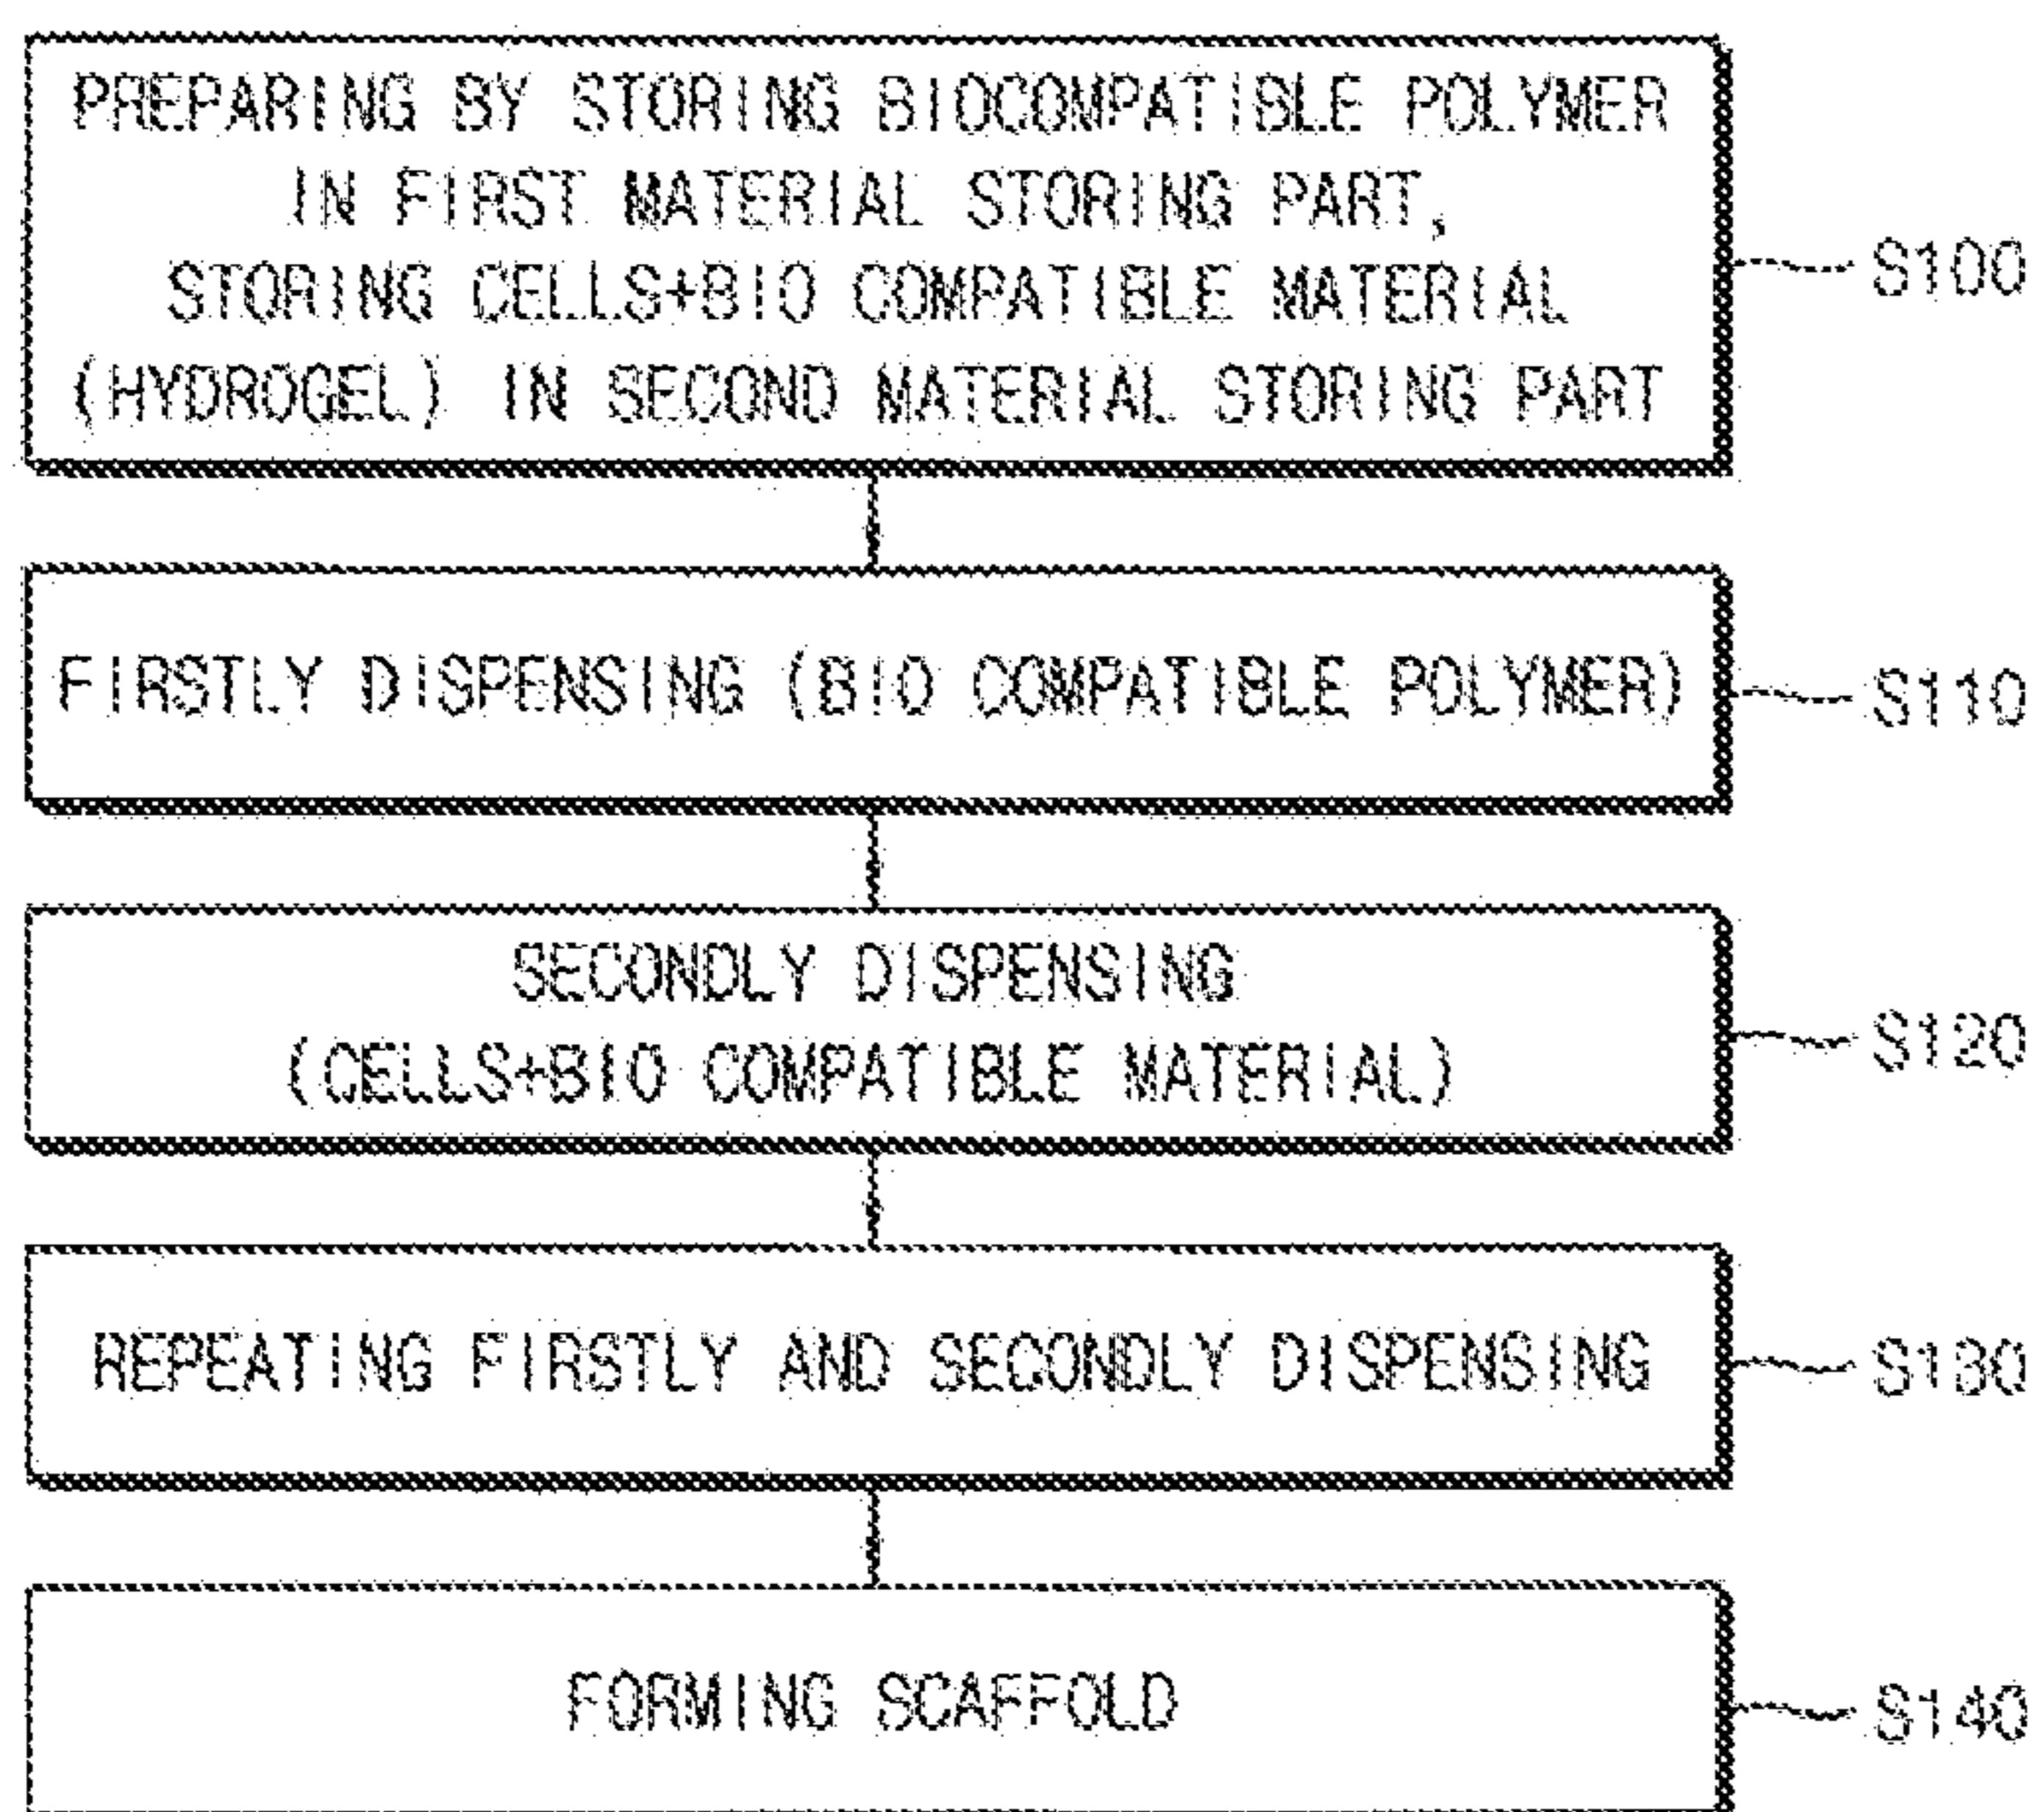 PREPARING BY STORING BIOCOMPATIBLE POLYMER
IN FIRST MATERIAL STORING PART,
STORING CELLS+BIO COMPATIBLE MATERIAL
(HYDROGEL) IN SECOND MATERIAL STORING PART
S100
FIRSTLY DISPENSING (BIO COMPATIBLE POLYMER)
S110
SECONDLY DISPENSING
(CELLS+BIO COMPATIBLE MATERIAL)
S120
REPEATING FIRSTLY AND SECONDLY DISPENSING
S130
FORMING SCAFFOLD
S140